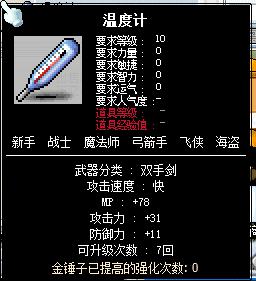 温度计
要求等级: 10
要求力量: 0
要求敏捷: 0
要求智力: 0
要求运气: 0
要求人气度: -
道具等级: -
道具经验值: -
新手 战士 魔法师 弓箭手 飞侠 海盗
武器分类 : 双手剑
攻击速度 : 快
MP : +78
攻击力 : +31
防御力 : +11
可升级次数 : 7回
金锤子已提高的强化次数: 0